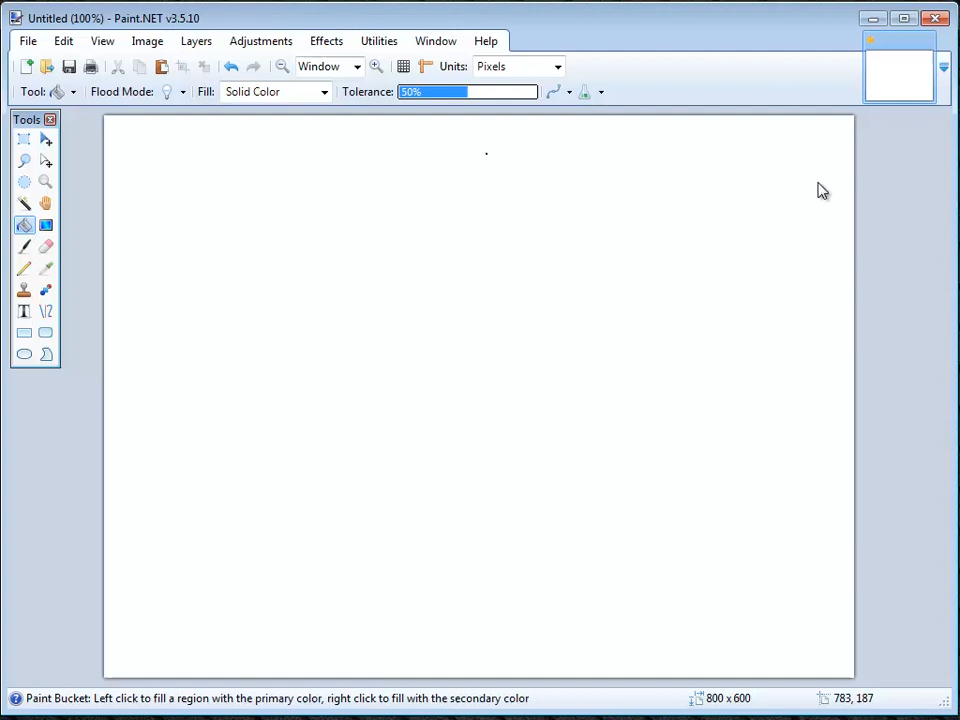 Untitled (100%) - Paint.NET v3.5.10
File Edit View Image Layers Adjustments Effects Utilities Window Help
Window Units: Pixels
Tool: Flood Mode: Fill: Solid Color Tolerance: 50%
Tools
Paint Bucket: Left click to fill a region with the primary color, right click to fill with the secondary color 800 x 600 783, 187